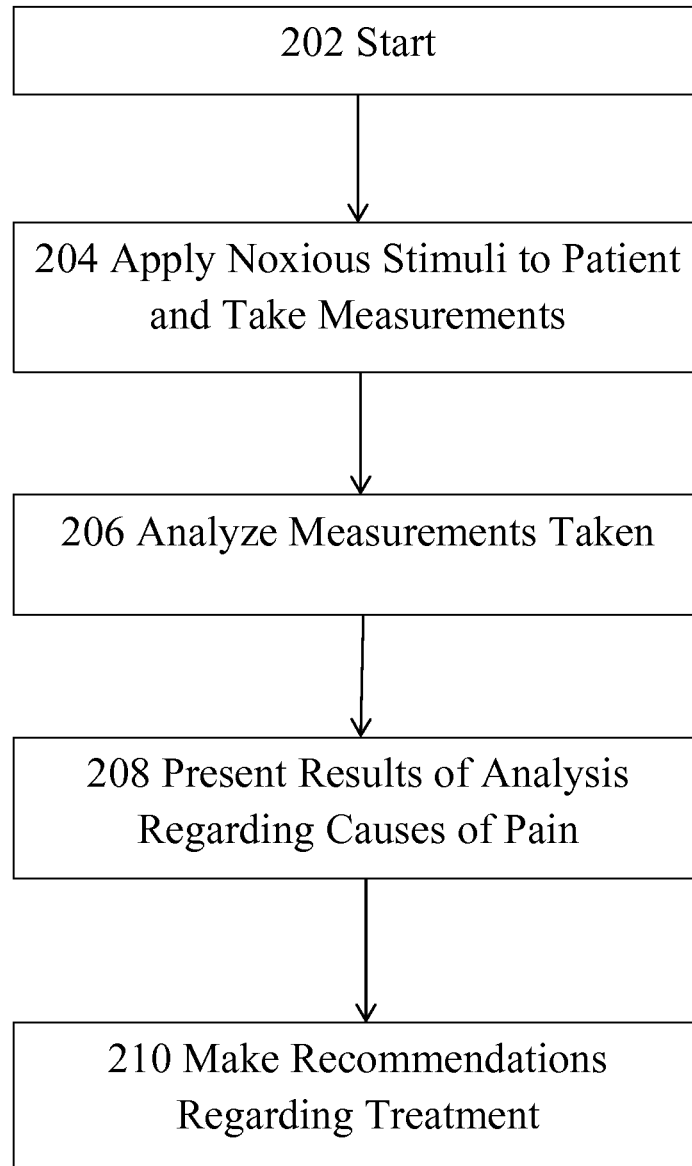 202 Start
204 Apply Noxious Stimuli to Patient
and Take Measurements
206 Analyze Measurements Taken
208 Present Results of Analysis
Regarding Causes of Pain
210 Make Recommendations
Regarding Treatment